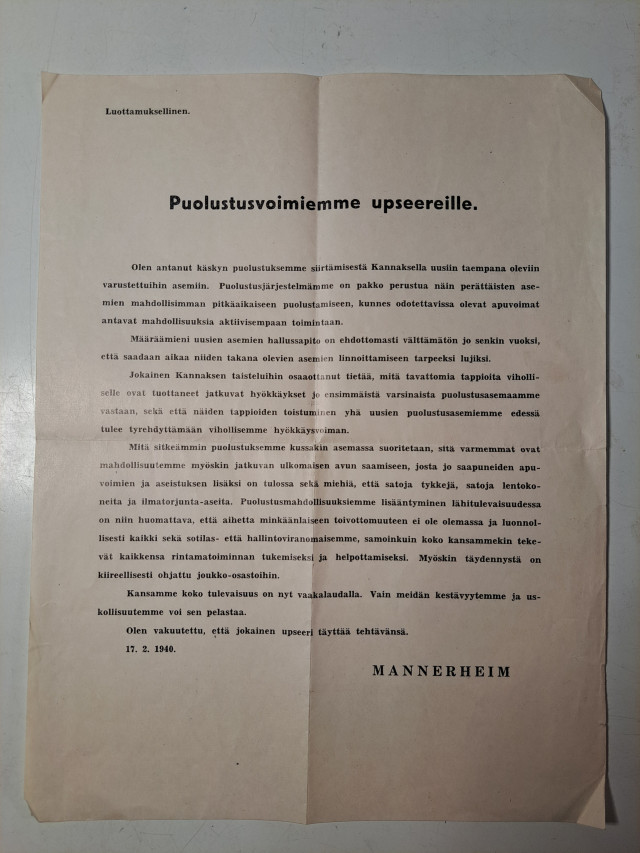 Luottamuksellinen.
Puolustusvoimiemme upseereille.
Olen antanut käskyn puolustuksemme siirtämisestä Kannaksella uusiin taempana oleviin
varustettuihin asemiin. Puolustusjärjestelmämme on pakko perustua näin perättäisten ase-
mien mahdollisimman pitkäaikaiseen puolustamiseen, kunnes odotettavissa olevat apuvoimat
antavat mahdollisuuksia aktiivisempaan toimintaan.
Määräämieni uusien asemien hallussapito on ehdottomasti välttämätön jo senkin vuoksi,
että saadaan aikaa niiden takana olevien asemien linnoittamiseen tarpeeksi lujiksi.
Jokainen Kannaksen taisteluihin osaaottanut tietää, mitä tavattomia tappioita viholli-
selle ovat tuottaneet jatkuvat hyökkäykset jo ensimmäistä varsinaista puolustusasemaamme
vastaan, sekä että näiden tappioiden toistuminen yhä uusien puolustusasemiemme edessä
tulee tyrehdyttämään vihollisemme hyökkäysvoiman.
Mitä sitkeämmin puolustuksemme kussakin asemassa suoritetaan, sitä varmemmat ovat
mahdollisuutemme myöskin jatkuvan ulkomaisen avun saamiseen, josta jo saapuneiden apu-
voimien ja aseistuksen lisäksi on tulossa sekä miehiä, että satoja tykkejä, satoja lentoko-
neita ja ilmatorjunta-aseita. Puolustusmahdollisuuksiemme lisääntyminen lähitulevaisuudessa
on niin huomattava, että aihetta minkäänlaiseen toivottomuuteen ei ole olemassa ja luonnol-
lisesti kaikki sekä sotilas- että hallintoviranomaisemme, samoinkuin koko kansammekin teke-
vät kaikkensa rintamatoiminnan tukemiseksi ja helpottamiseksi. Myöskin täydennystä on
kiireellisesti ohjattu joukko-osastoihin.
Kansamme koko tulevaisuus on nyt vaakalaudalla. Vain meidän kestävyytemme ja us-
kollisuutemme voi sen pelastaa.
Olen vakuutettu, että jokainen upseeri täyttää tehtävänsä.
17. 2. 1940.
MANNERHEIM